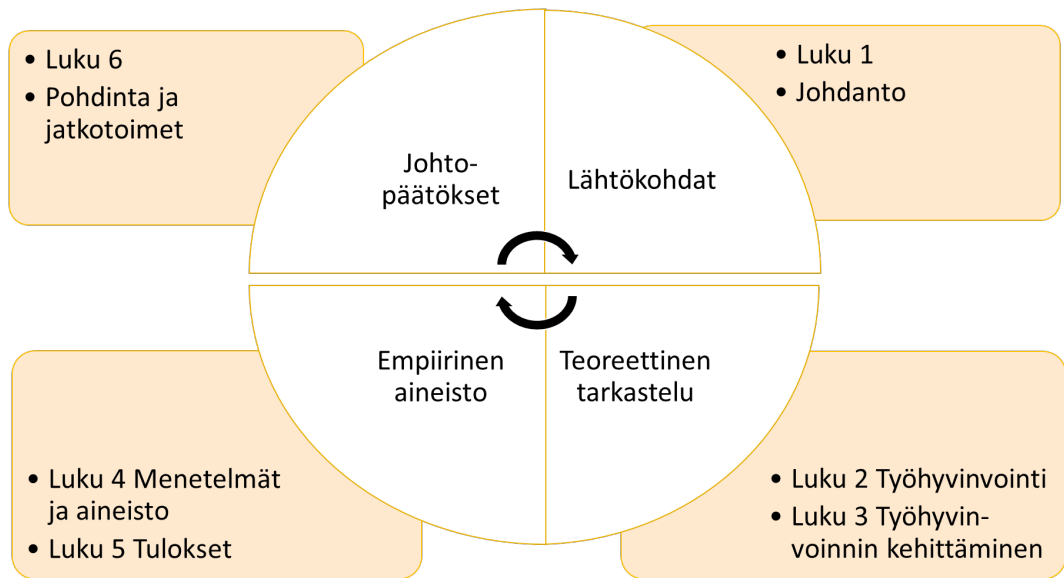 • Luku 6
• Pohdinta ja
jatkotoimet
• Luku 1
• Johdanto
Johto-
päätökset
Lähtökohdat
Empiirinen
aineisto
Teoreettinen
tarkastelu
• Luku 4 Menetelmät
ja aineisto
• Luku 5 Tulokset
• Luku 2 Työhyvinvointi
• Luku 3 Työhyvin-
voinnin kehittäminen